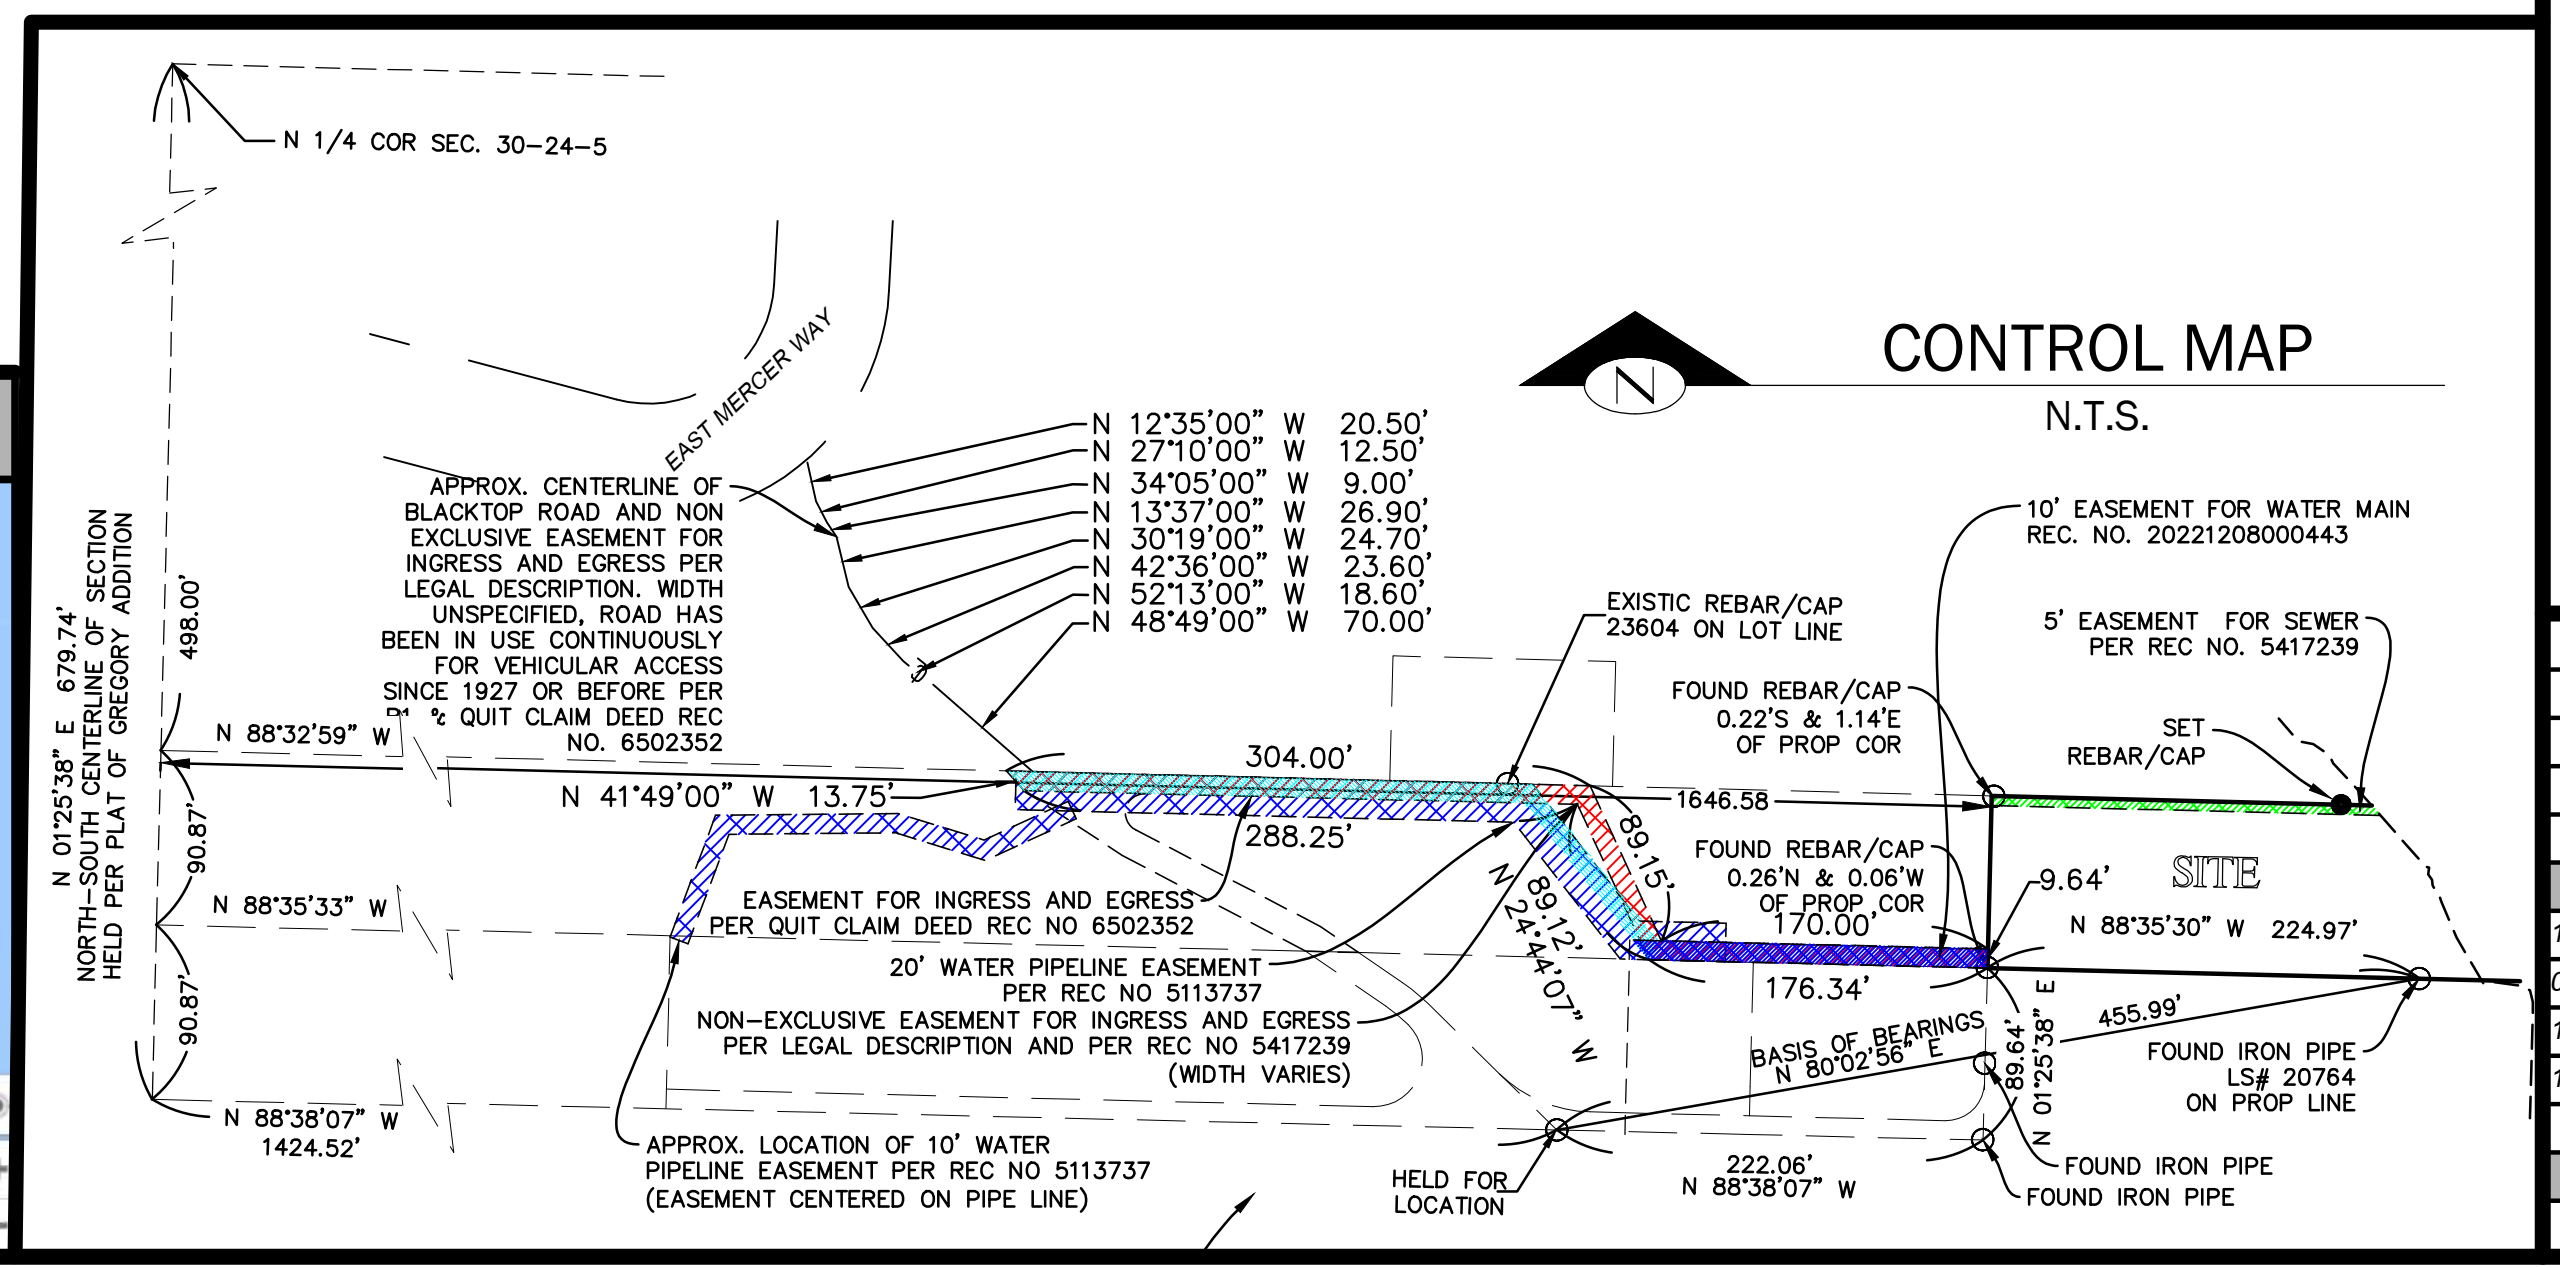 N 1/4 COR SEC. 30-24-5
EAST MERCER WAY
CONTROL MAP
N
N.T.S.
N 12°35'00" W 20.50'
N 27°10'00" W 12.50'
N 34°05'00" W 9.00'
N 13°37'00" W 26.90'
N 30°19'00" W 24.70'
N 42°36'00" W 23.60'
N 52°13'00" W 18.60'
N 48°49'00" W 70.00'
APPROX. CENTERLINE OF
BLACKTOP ROAD AND NON
EXCLUSIVE EASEMENT FOR
INGRESS AND EGRESS PER
LEGAL DESCRIPTION. WIDTH
UNSPECIFIED, ROAD HAS
BEEN IN USE CONTINUOUSLY
FOR VEHICULAR ACCESS
SINCE 1927 OR BEFORE PER
& QUIT CLAIM DEED REC
NO. 6502352
N 01°25'38" E 679.74'
NORTH-SOUTH CENTERLINE OF SECTION
HELD PER PLAT OF GREGORY ADDITION
498.00'
90.87'
90.87'
N 88°32'59" W
N 88°35'33" W
N 88°38'07" W
1424.52'
N 41°49'00" W 13.75'
304.00'
288.25'
EXISTIC REBAR/CAP
23604 ON LOT LINE
10' EASEMENT FOR WATER MAIN
REC. NO. 20221208000443
5' EASEMENT FOR SEWER
PER REC NO. 5417239
FOUND REBAR/CAP
0.22'S & 1.14'E
OF PROP COR
SET
REBAR/CAP
1646.58
89.15'
89.12'
N 24°44'07" W
FOUND REBAR/CAP
0.26'N & 0.06'W
OF PROP COR
170.00'
9.64'
SITE
N 88°35'30" W 224.97'
176.34'
EASEMENT FOR INGRESS AND EGRESS
PER QUIT CLAIM DEED REC NO 6502352
20' WATER PIPELINE EASEMENT
PER REC NO 5113737
NON-EXCLUSIVE EASEMENT FOR INGRESS AND EGRESS
PER LEGAL DESCRIPTION AND PER REC NO 5417239
(WIDTH VARIES)
BASIS OF BEARINGS
N 80°02'56" E
455.99'
89.64'
N 01°25'38" E
FOUND IRON PIPE
LS# 20764
ON PROP LINE
APPROX. LOCATION OF 10' WATER
PIPELINE EASEMENT PER REC NO 5113737
(EASEMENT CENTERED ON PIPE LINE)
HELD FOR
LOCATION
222.06'
N 88°38'07" W
FOUND IRON PIPE
FOUND IRON PIPE